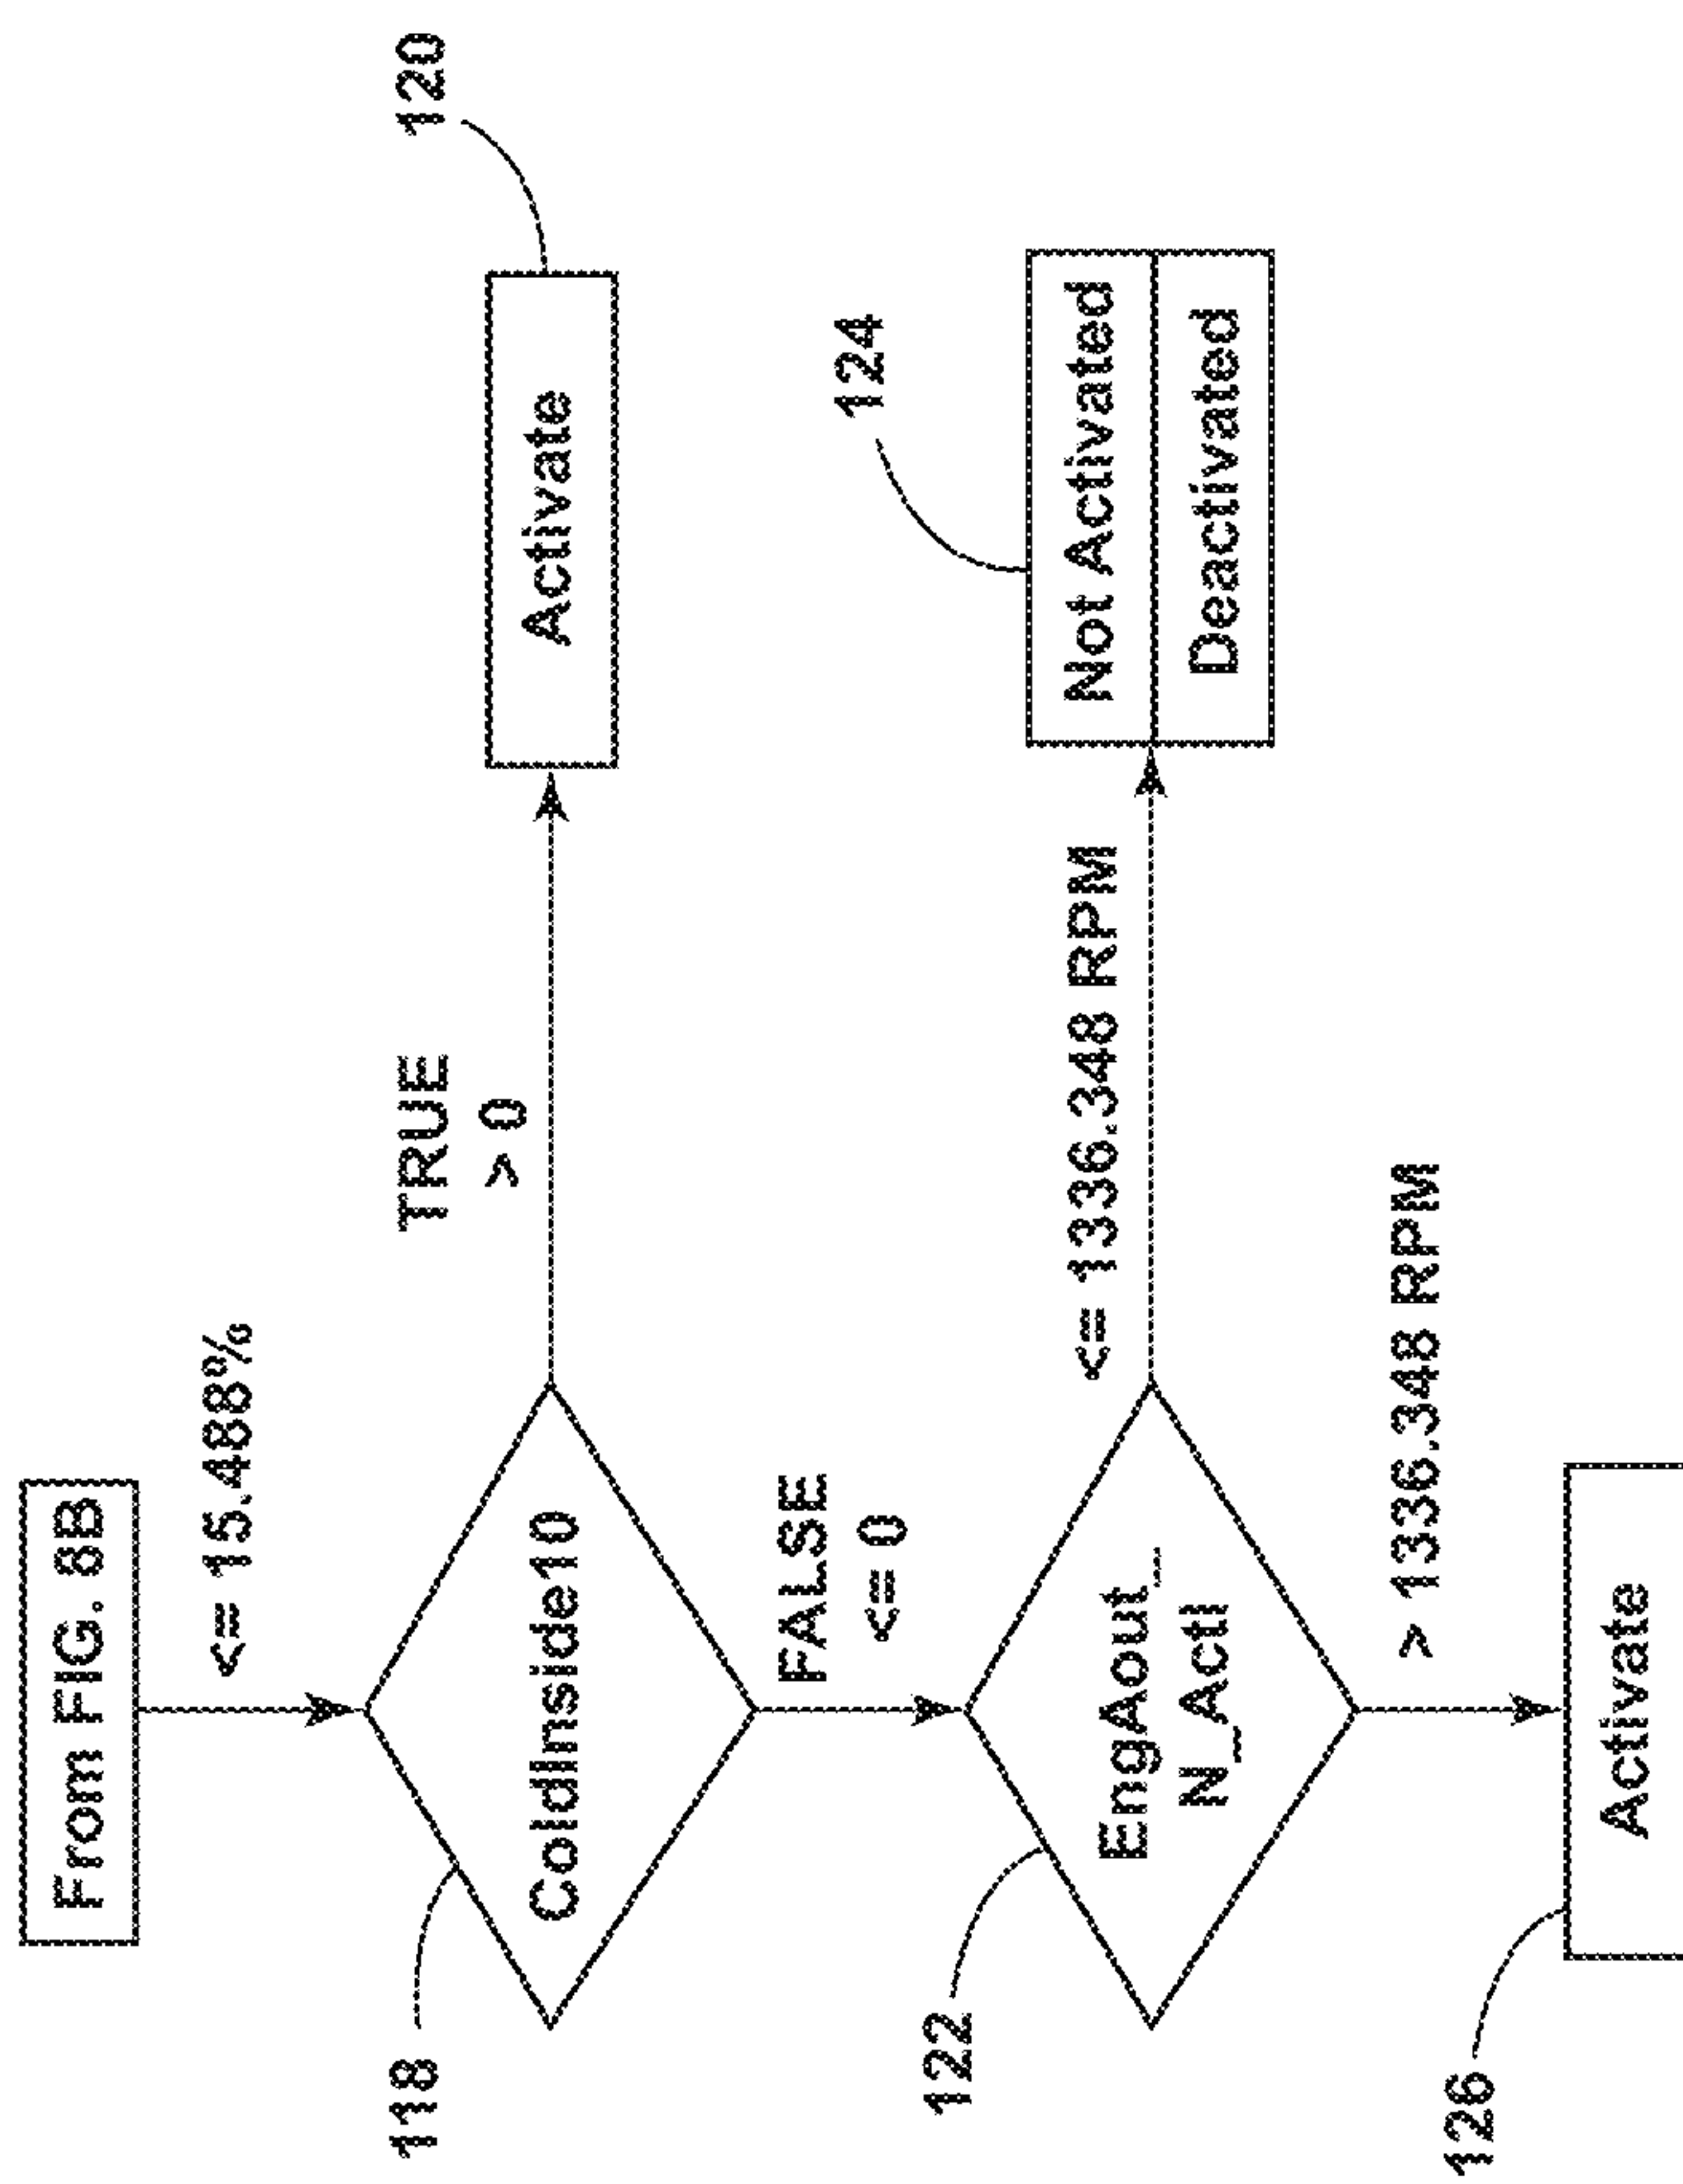 From FIG. 8B
<= 15.488%
118
ColdInside10
TRUE
> 0
Activate
120
FALSE
<= 0
122
EngAout_
N_Actl
<= 1336.348 RPM
Not Activated
Deactivated
124
> 1336.348 RPM
126
Activate